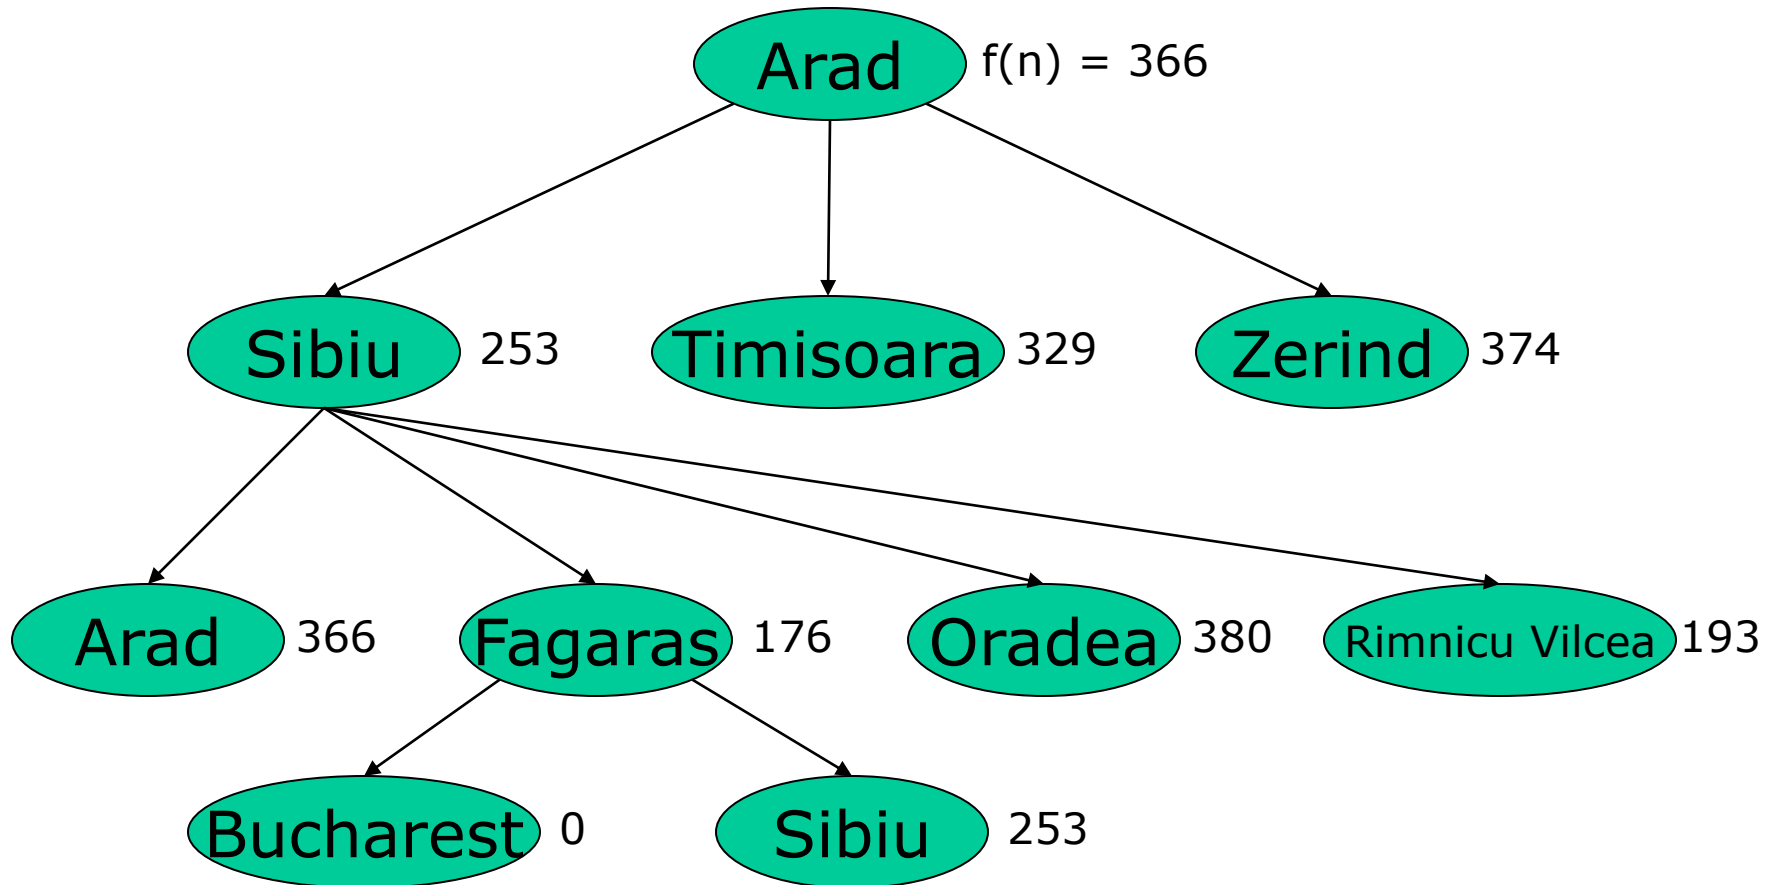 Arad f(n) = 366
Sibiu 253 Timisoara 329 Zerind 374
Arad 366 Fagaras 176 Oradea 380 Rimnicu Vilcea 193
Bucharest 0 Sibiu 253